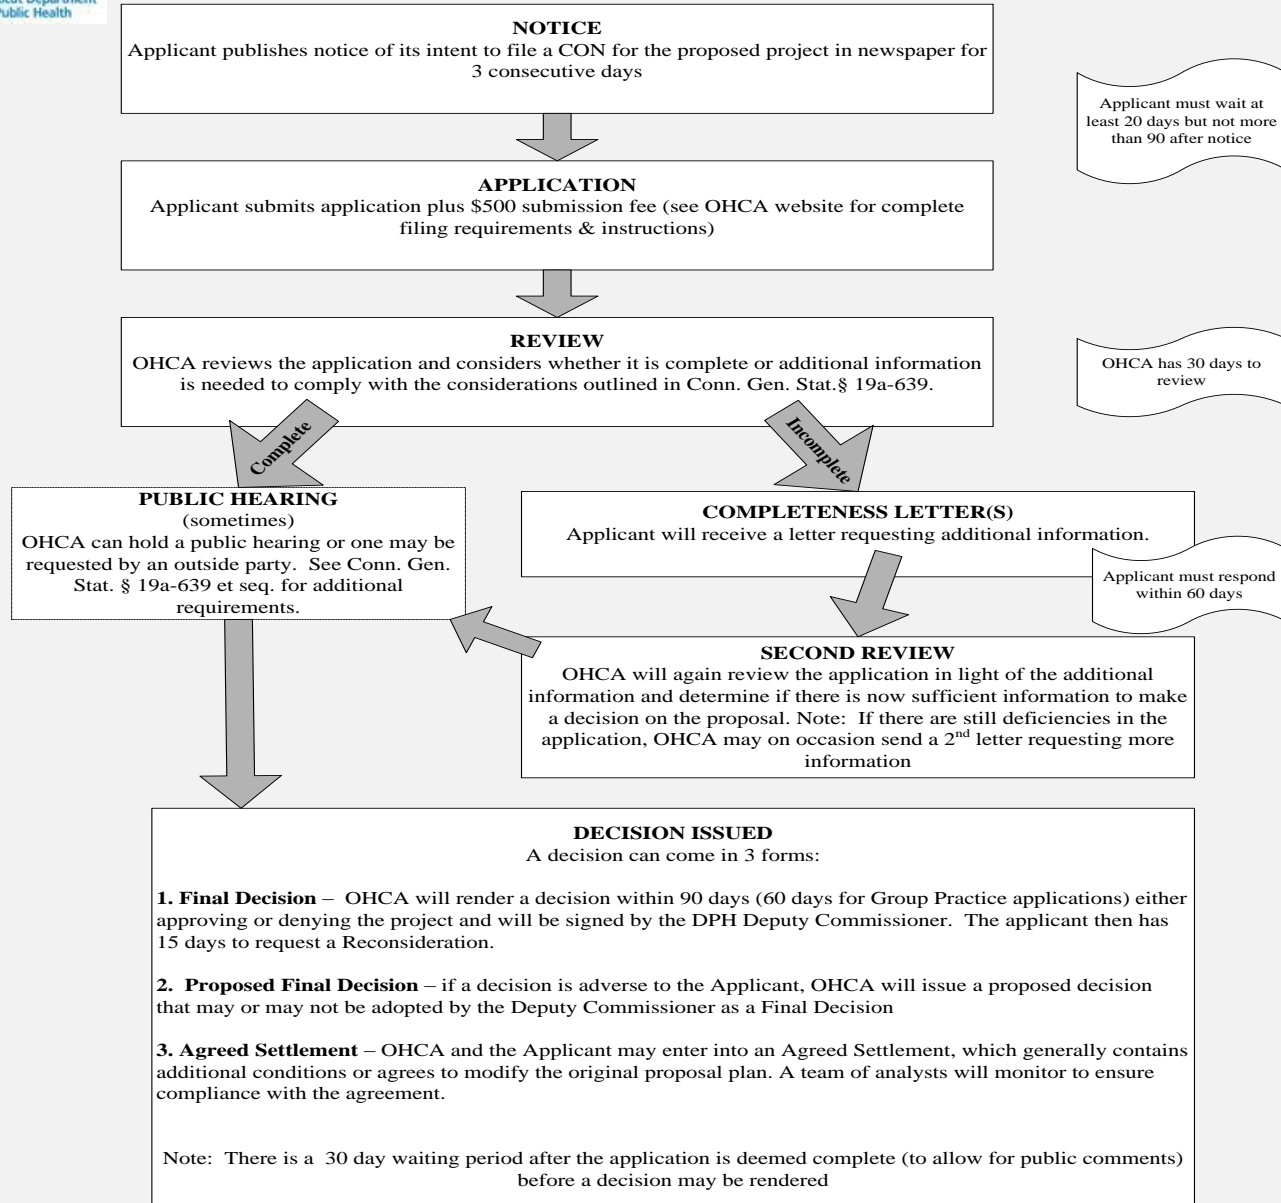 Public Health
NOTICE
Applicant publishes notice of its intent to file a CON for the proposed project in newspaper for
3 consecutive days
Applicant must wait at
least 20 days but not more
than 90 after notice
APPLICATION
Applicant submits application plus $500 submission fee (see OHCA website for complete
filing requirements & instructions)
REVIEW
OHCA reviews the application and considers whether it is complete or additional information
is needed to comply with the considerations outlined in Conn. Gen. Stat.§ 19a-639.
OHCA has 30 days to
review
Complete
Incomplete
PUBLIC HEARING
(sometimes)
OHCA can hold a public hearing or one may be
requested by an outside party.  See Conn. Gen.
Stat. § 19a-639 et seq. for additional
requirements.
COMPLETENESS LETTER(S)
Applicant will receive a letter requesting additional information.
Applicant must respond
within 60 days
SECOND REVIEW
OHCA will again review the application in light of the additional
information and determine if there is now sufficient information to make
a decision on the proposal. Note:  If there are still deficiencies in the
application, OHCA may on occasion send a 2nd letter requesting more
information
DECISION ISSUED
A decision can come in 3 forms:
1. Final Decision –  OHCA will render a decision within 90 days (60 days for Group Practice applications) either
approving or denying the project and will be signed by the DPH Deputy Commissioner.  The applicant then has
15 days to request a Reconsideration.
2.  Proposed Final Decision – if a decision is adverse to the Applicant, OHCA will issue a proposed decision
that may or may not be adopted by the Deputy Commissioner as a Final Decision
3. Agreed Settlement – OHCA and the Applicant may enter into an Agreed Settlement, which generally contains
additional conditions or agrees to modify the original proposal plan. A team of analysts will monitor to ensure
compliance with the agreement.
Note:  There is a  30 day waiting period after the application is deemed complete (to allow for public comments)
before a decision may be rendered